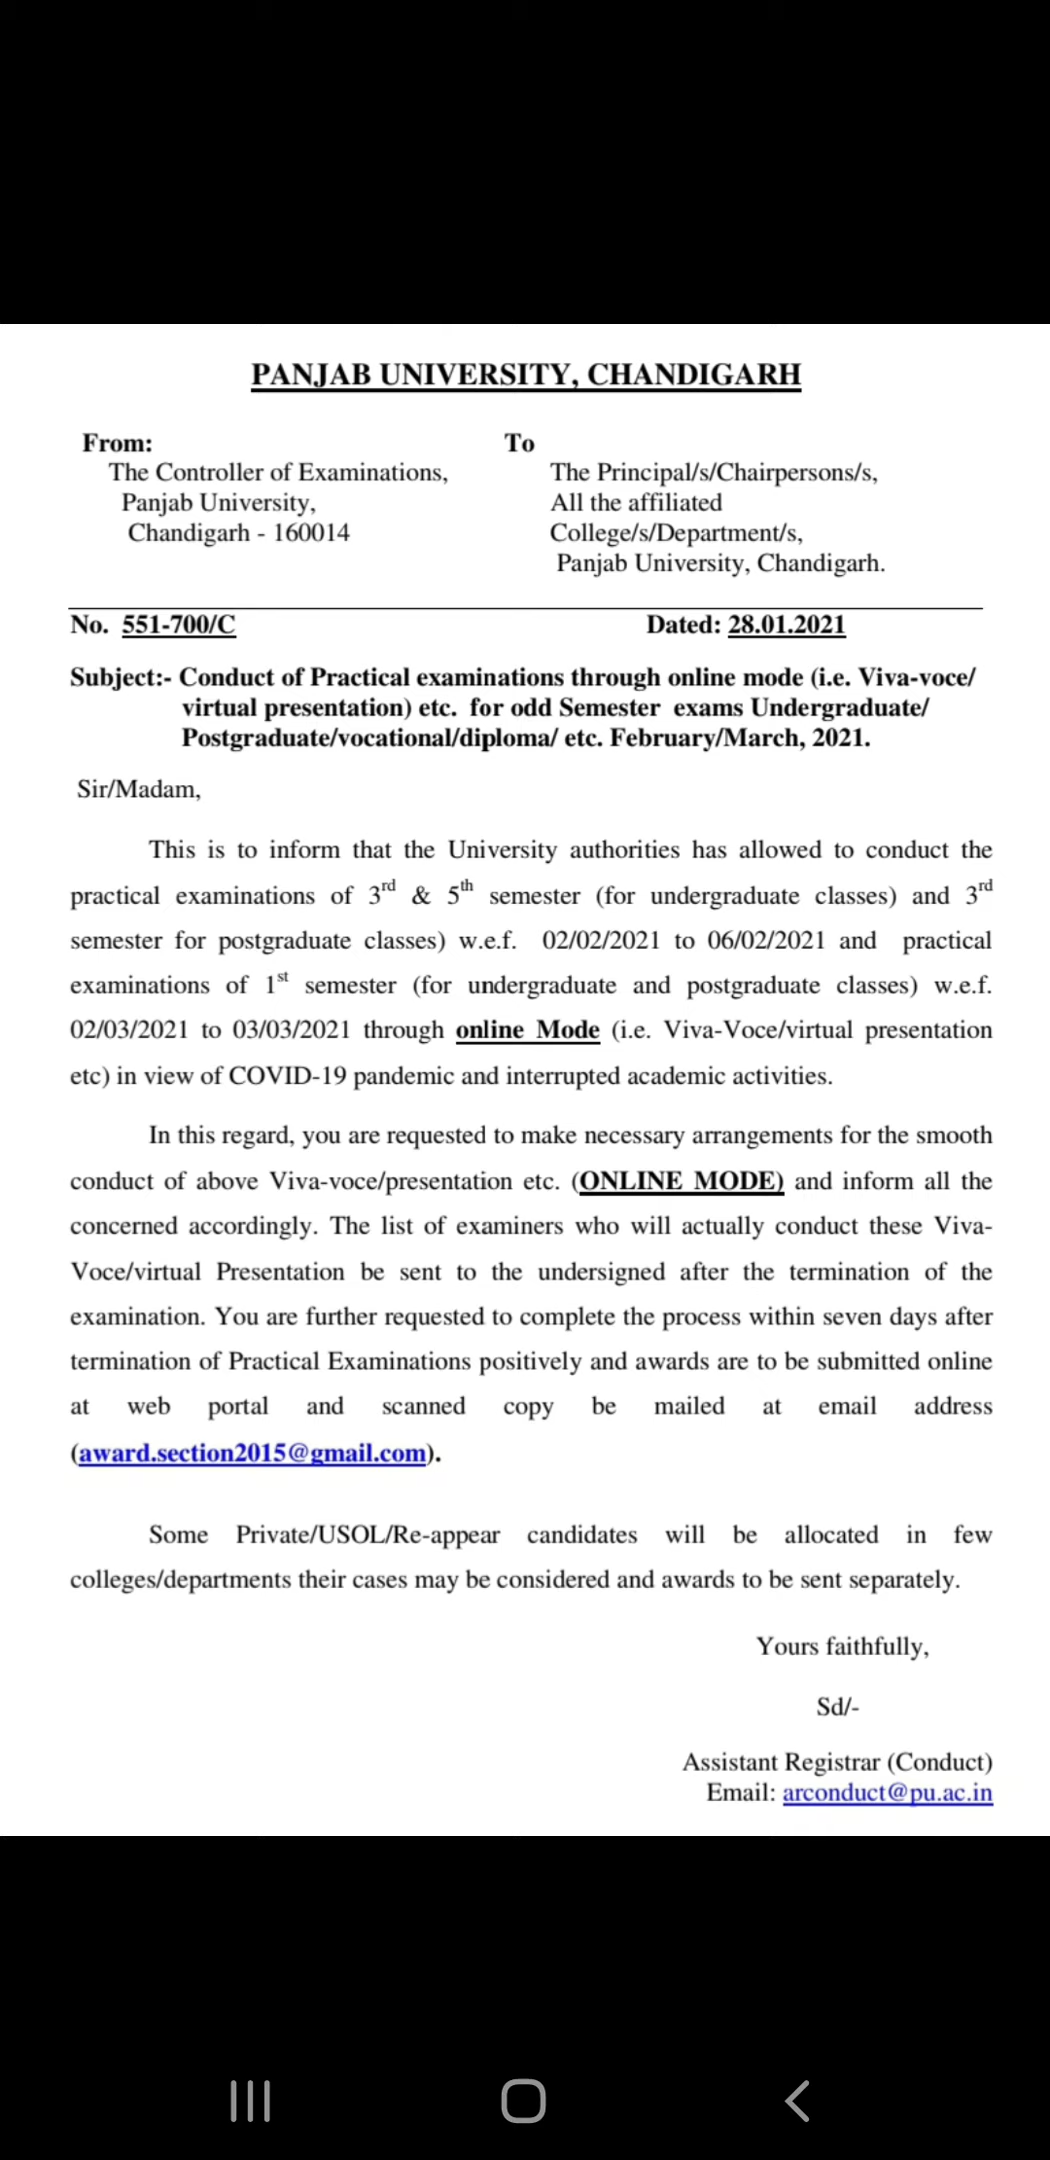 PANJAB UNIVERSITY, CHANDIGARH
From:
The Controller of Examinations,
Panjab University,
Chandigarh - 160014
To
The Principal/s/Chairpersons/s,
All the affiliated
College/s/Department/s,
Panjab University, Chandigarh.
No. 551-700/C
Dated: 28.01.2021
Subject:- Conduct of Practical examinations through online mode (i.e. Viva-voce/
virtual presentation) etc. for odd Semester exams Undergraduate/
Postgraduate/vocational/diploma/ etc. February/March, 2021.
Sir/Madam,
This is to inform that the University authorities has allowed to conduct the
practical examinations of 3rd & 5th semester (for undergraduate classes) and 3rd
semester for postgraduate classes) w.e.f. 02/02/2021 to 06/02/2021 and practical
examinations of 1st semester (for undergraduate and postgraduate classes) w.e.f.
02/03/2021 to 03/03/2021 through online Mode (i.e. Viva-Voce/virtual presentation
etc) in view of COVID-19 pandemic and interrupted academic activities.
In this regard, you are requested to make necessary arrangements for the smooth
conduct of above Viva-voce/presentation etc. (ONLINE MODE) and inform all the
concerned accordingly. The list of examiners who will actually conduct these Viva-
Voce/virtual Presentation be sent to the undersigned after the termination of the
examination. You are further requested to complete the process within seven days after
termination of Practical Examinations positively and awards are to be submitted online
at web portal and scanned copy be mailed at email address
(award.section2015@gmail.com).
Some Private/USOL/Re-appear candidates will be allocated in few
colleges/departments their cases may be considered and awards to be sent separately.
Yours faithfully,
Sd/-
Assistant Registrar (Conduct)
Email: arconduct@pu.ac.in